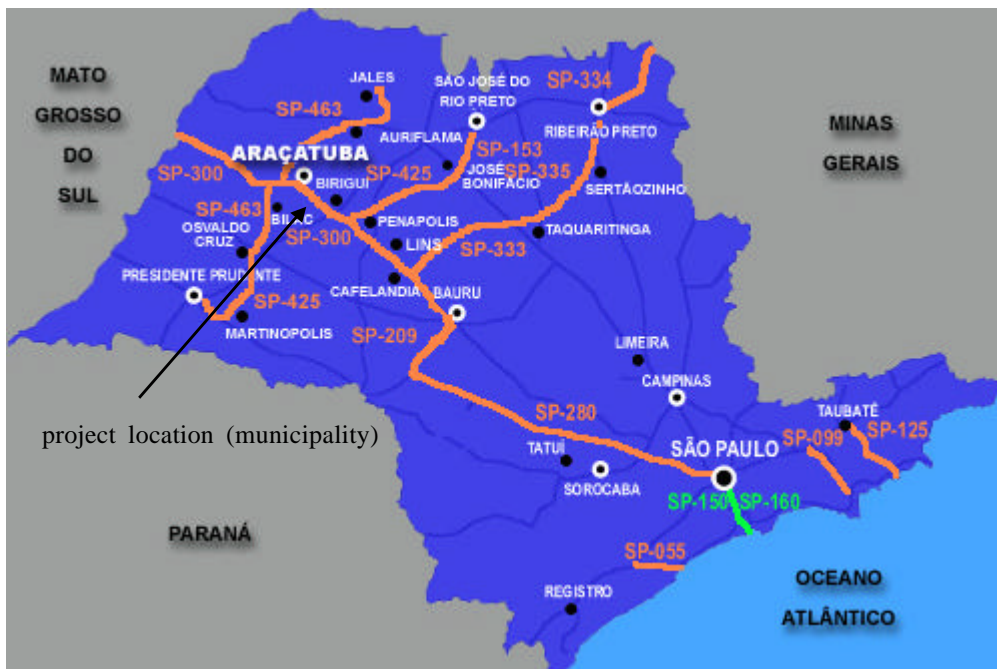 MATO
GROSSO
DO
SUL
JALES
SÃO JOSÉ DO
RIO PRETO
SP-334
MINAS
GERAIS
SP-463
AURIFLAMA
RIBEIRÃO PRETO
ARAÇATUBA
SP-153
SP-300
BIRIGUI
SP-425
JOSÉ
BONIFÁCIO
SP-335
SERTÃOZINHO
SP-463
BILAC
SP-300
PENAPOLIS
OSVALDO
CRUZ
LINS
SP-333
TAQUARITINGA
PRESIDENTE PRUDENTE
CAFELANDIA
BAURU
SP-425
MARTINOPOLIS
SP-209
LIMEIRA
CAMPINAS
project location (municipality)
SP-280
TAUBATÉ
SP-099
SP-125
TATUÍ
SÃO PAULO
SOROCABA
SP-150
SP-160
PARANÁ
SP-055
OCEANO
ATLÂNTICO
REGISTRO